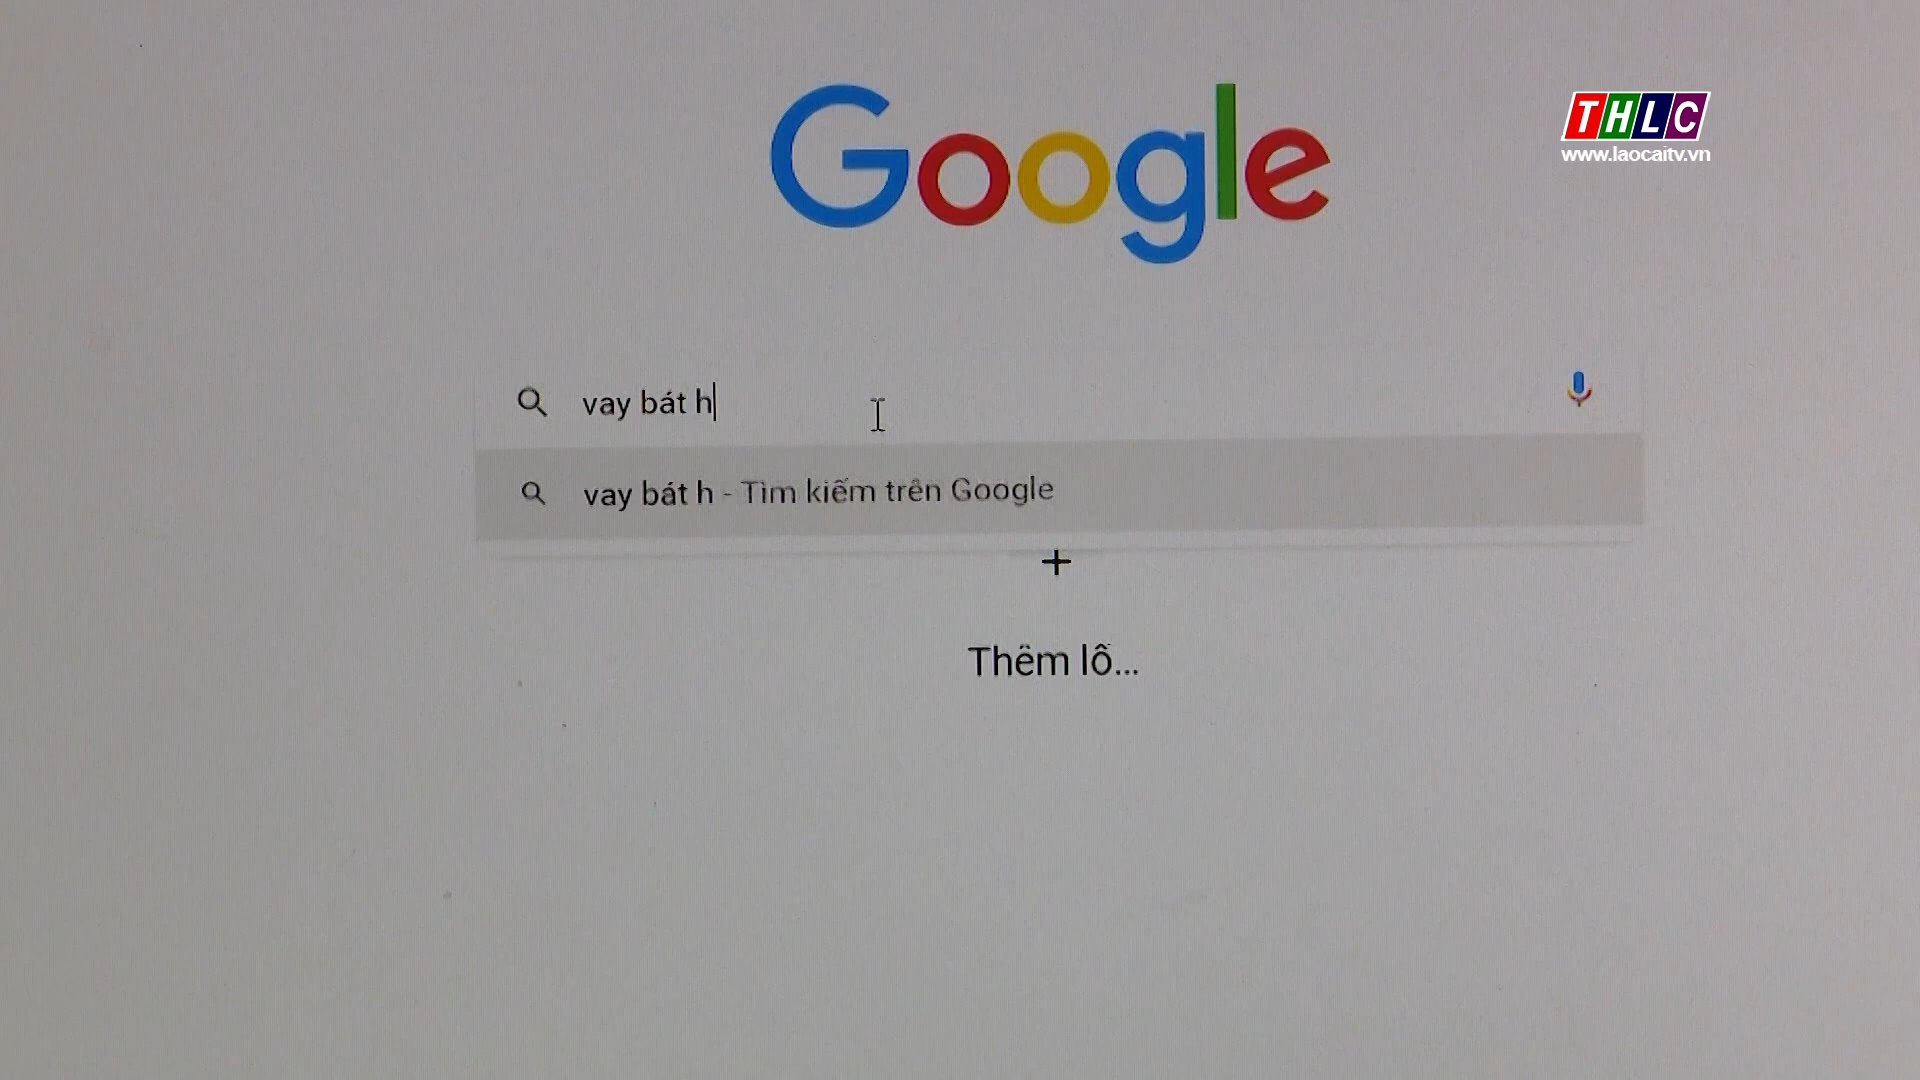 Google
THLC
www.laocaitv.vn
vay bát h
vay bát h - Tìm kiếm trên Google
Thêm lố...